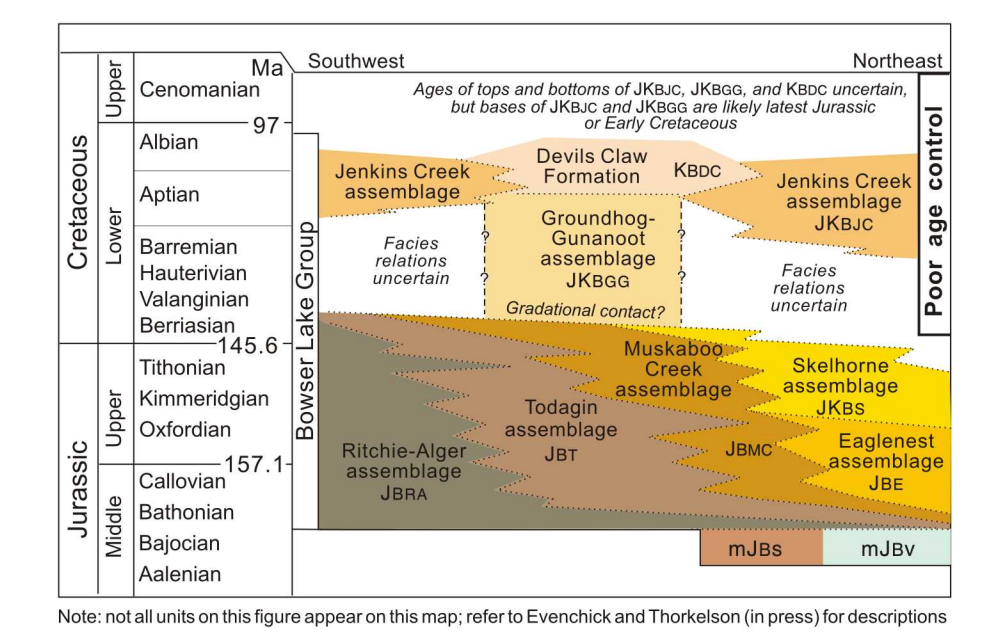 Ma
Southwest
Northeast
Ages of tops and bottoms of JKBJC, JKBGG, and KBDC uncertain,
but bases of JKBJC and JKBGG are likely latest Jurassic
or Early Cretaceous
Cretaceous
Upper
Cenomanian
97
Lower
Albian
Aptian
Barremian
Hauterivian
Valanginian
Berriasian
145.6
Jurassic
Upper
Tithonian
Kimmeridgian
Oxfordian
157.1
Middle
Callovian
Bathonian
Bajocian
Aalenian
Bowser Lake Group
Poor age control
Jenkins Creek
assemblage
Devils Claw
Formation
KBDC
Jenkins Creek
assemblage
JKBJC
Facies
relations
uncertain
?
?
Groundhog-
Gunanoot
assemblage
JKBGG
Gradational contact?
?
?
Facies
relations
uncertain
Muskaboo
Creek
assemblage
JBMC
Skelhorne
assemblage
JKBS
Todagin
assemblage
JBT
Eaglenest
assemblage
JBE
Ritchie-Alger
assemblage
JBRA
mJBs
mJBv
Note: not all units on this figure appear on this map; refer to Evenchick and Thorkelson (in press) for descriptions